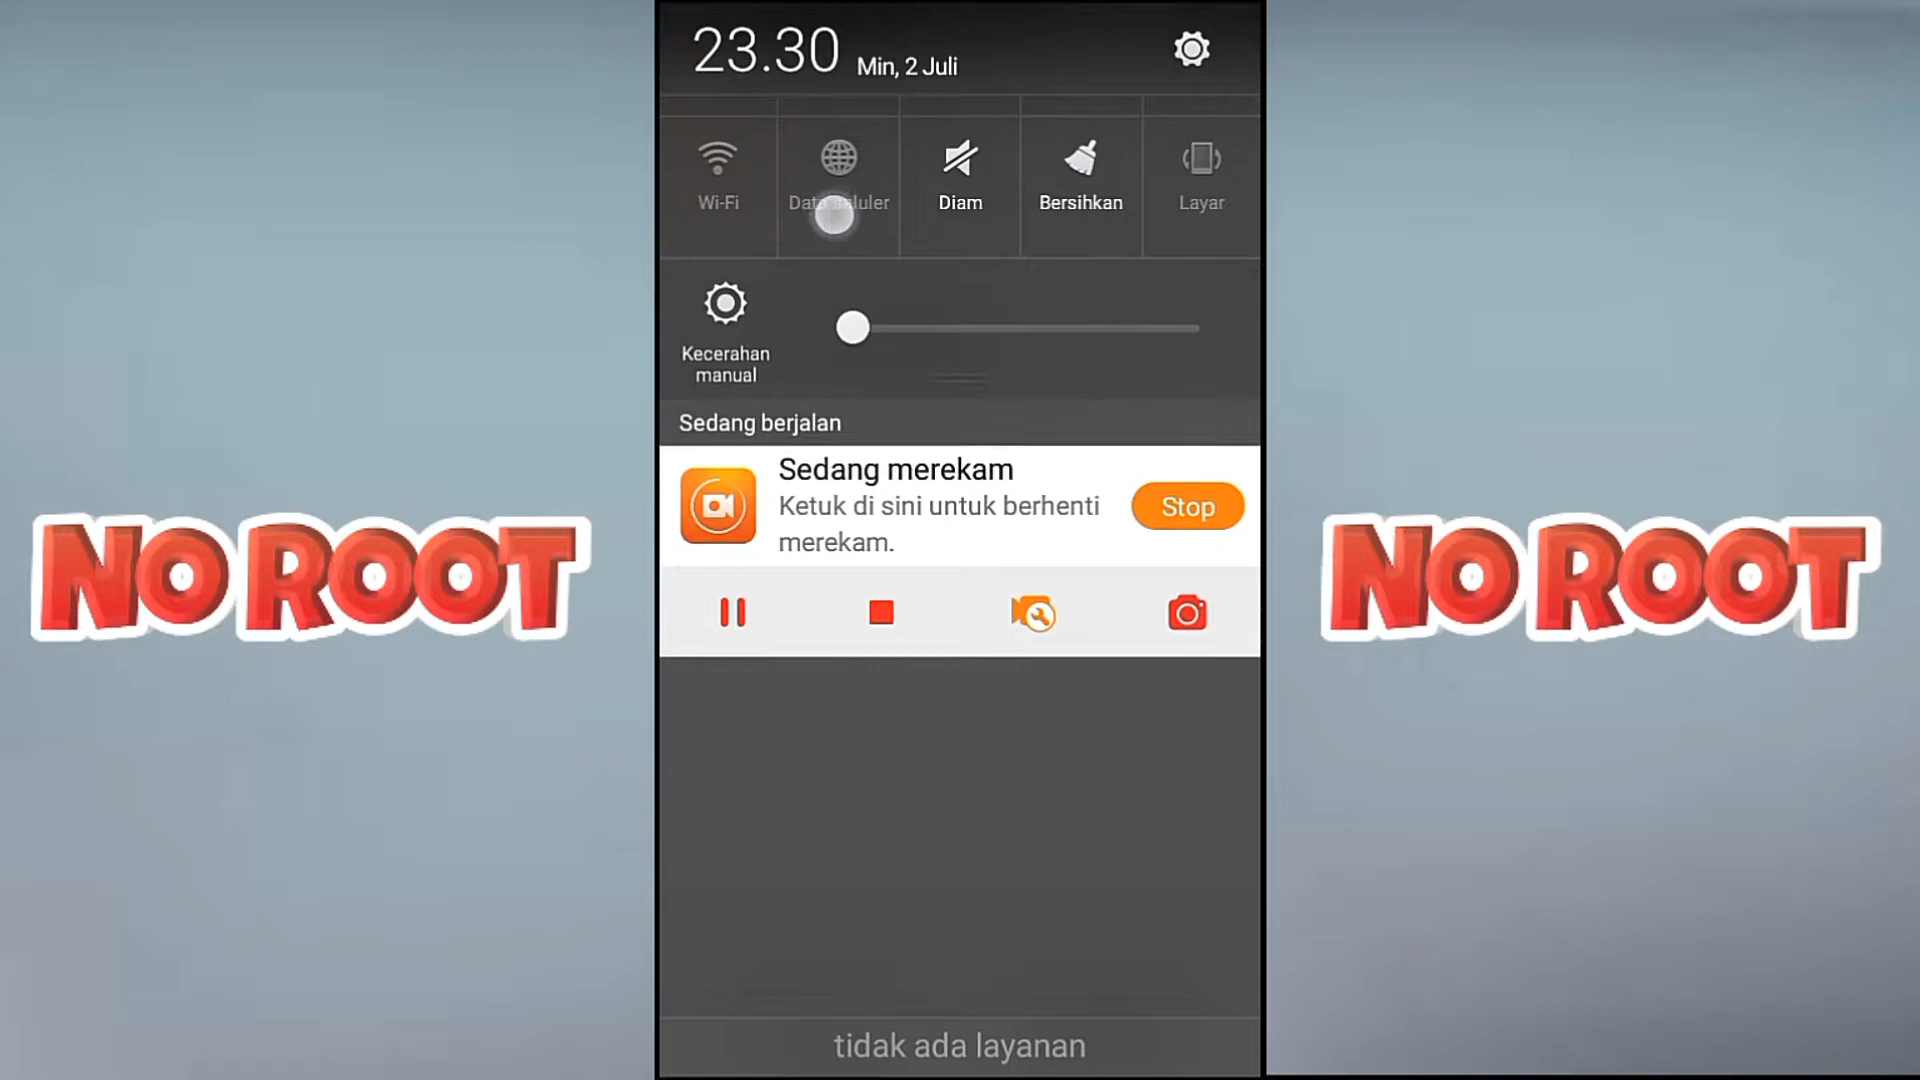 23.30 Min, 2 Juli
Wi-Fi
Diam
Bersihkan
Layar
Kecerahan
manual
Sedang berjalan
Sedang merekam
Ketuk di sini untuk berhenti
merekam.
Stop
NO ROOT
NO ROOT
tidak ada layanan